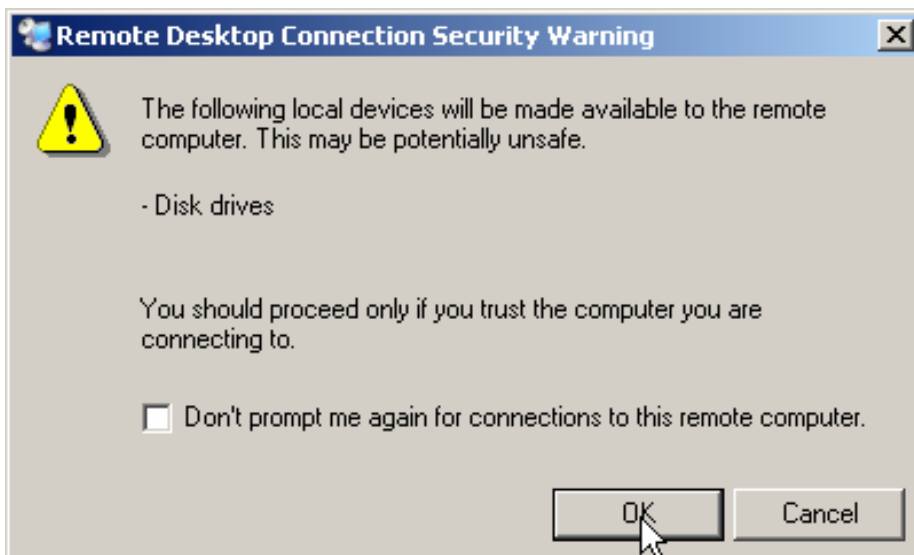 Remote Desktop Connection Security Warning
The following local devices will be made available to the remote
computer. This may be potentially unsafe.
- Disk drives
You should proceed only if you trust the computer you are
connecting to.
Don't prompt me again for connections to this remote computer.
OK Cancel